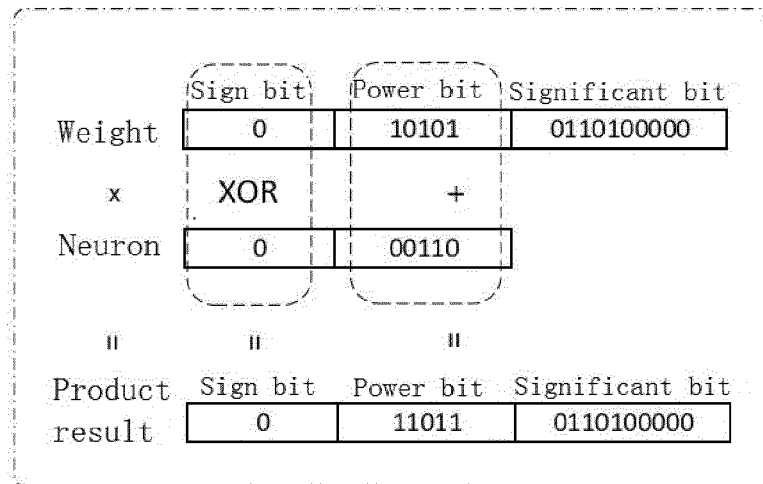 Sign bit Power bit Significant bit
Weight 0 10101 0110100000
x XOR +
Neuron 0 00110
= = =
Product Sign bit Power bit Significant bit
result 0 11011 0110100000